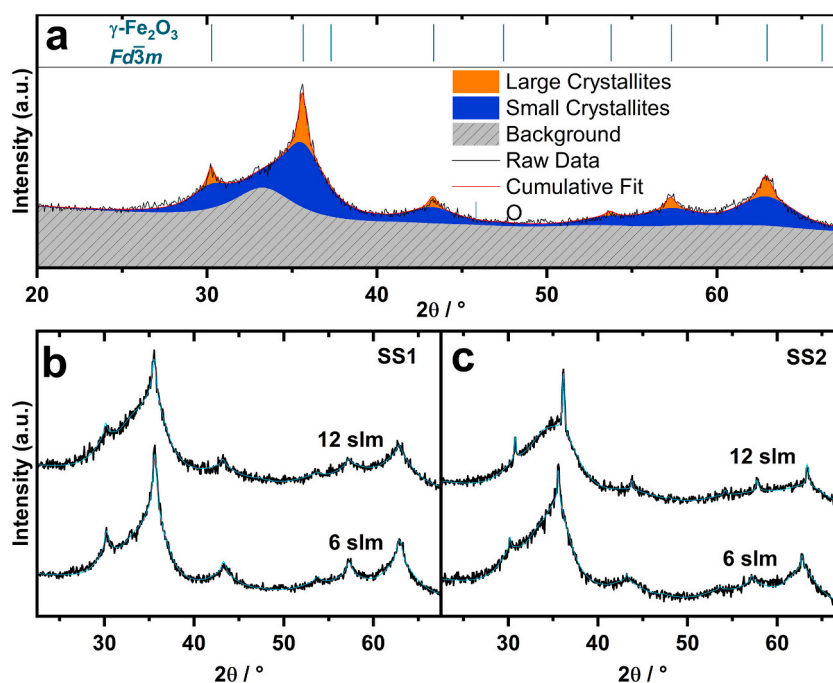 a
γ-Fe₂O₃
Fd3̅m
Large Crystallites
Small Crystallites
Background
Raw Data
Cumulative Fit
O
Intensity (a.u.)
20 30 40 50 60
2θ / °
b SS1
12 slm
6 slm
Intensity (a.u.)
30 40 50 60
2θ / °
c SS2
12 slm
6 slm
30 40 50 60
2θ / °